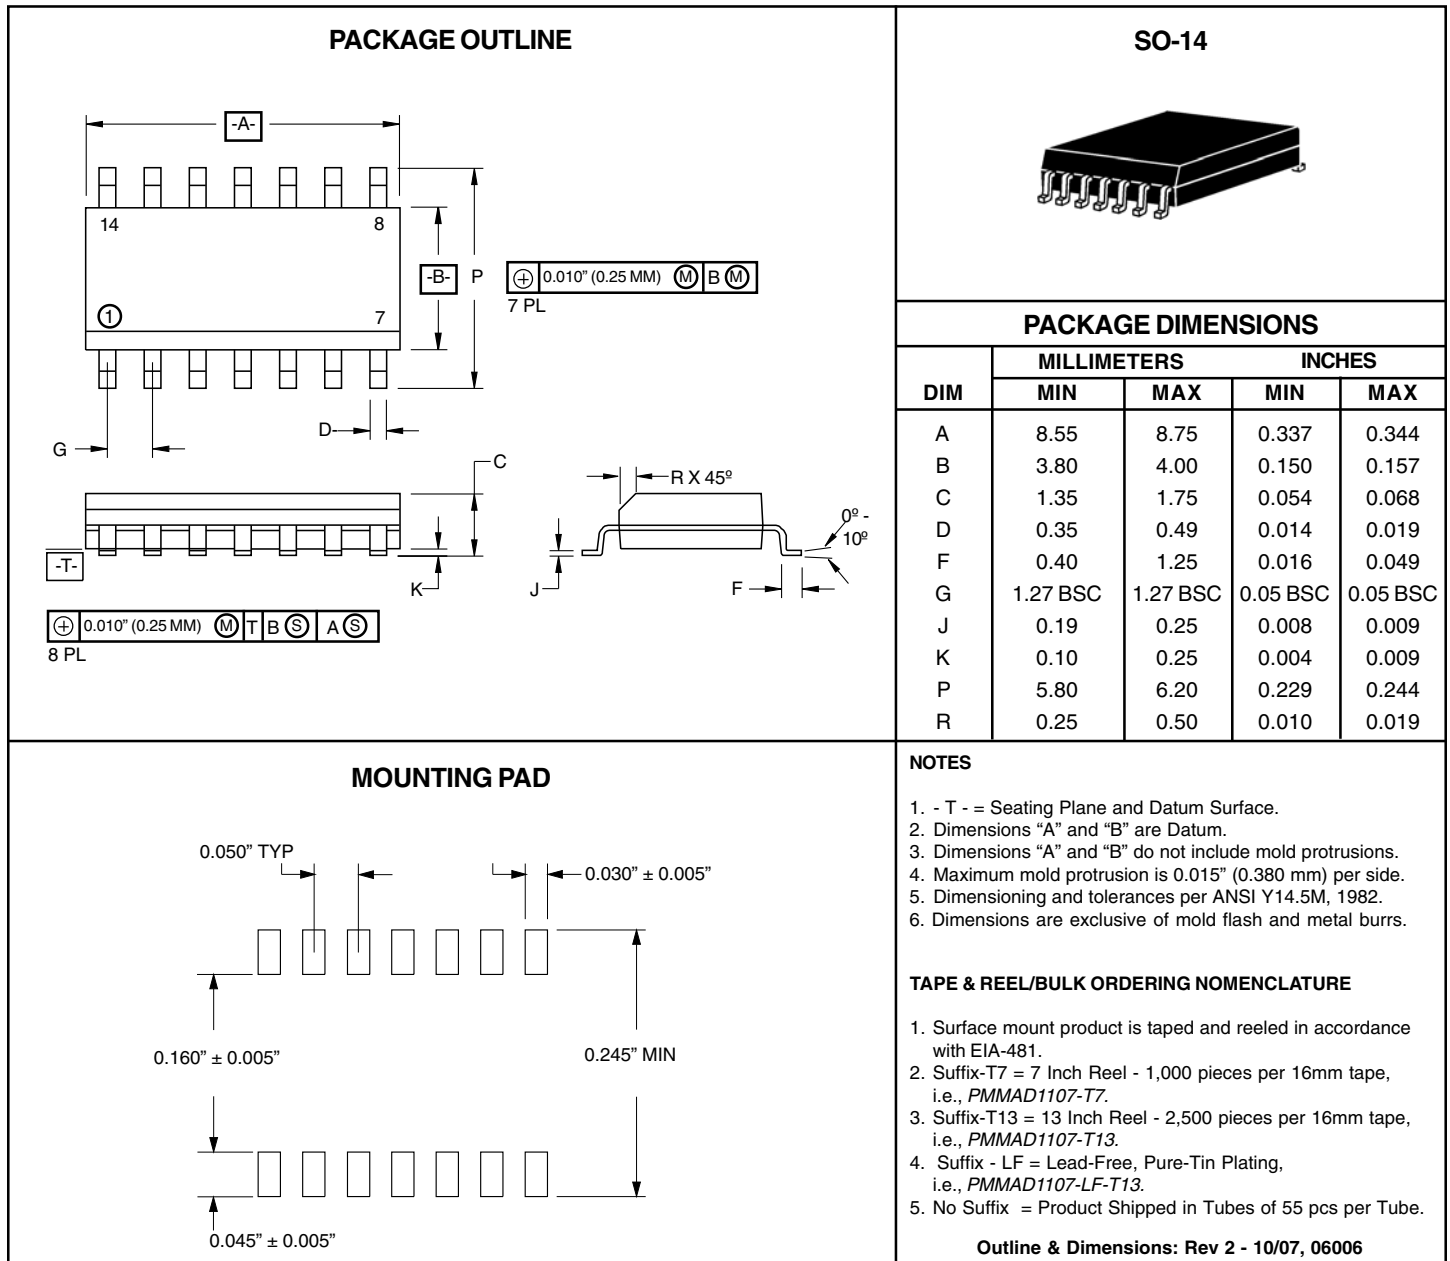 PACKAGE OUTLINE
-A-
14
8
1
7
-B-
P
⊕ 0.010” (0.25 MM) Ⓜ B Ⓜ
7 PL
D-
G
C
K
-T-
⊕ 0.010” (0.25 MM) Ⓜ T B Ⓢ A Ⓢ
8 PL
R X 45º
0º -
10º
J
F
SO-14
PACKAGE DIMENSIONS
MILLIMETERS INCHES
DIM MIN MAX MIN MAX
A 8.55 8.75 0.337 0.344
B 3.80 4.00 0.150 0.157
C 1.35 1.75 0.054 0.068
D 0.35 0.49 0.014 0.019
F 0.40 1.25 0.016 0.049
G 1.27 BSC 1.27 BSC 0.05 BSC 0.05 BSC
J 0.19 0.25 0.008 0.009
K 0.10 0.25 0.004 0.009
P 5.80 6.20 0.229 0.244
R 0.25 0.50 0.010 0.019
MOUNTING PAD
0.050” TYP
0.030” ± 0.005”
0.160” ± 0.005”
0.245” MIN
0.045” ± 0.005”
NOTES
1. - T - = Seating Plane and Datum Surface.
2. Dimensions “A” and “B” are Datum.
3. Dimensions “A” and “B” do not include mold protrusions.
4. Maximum mold protrusion is 0.015” (0.380 mm) per side.
5. Dimensioning and tolerances per ANSI Y14.5M, 1982.
6. Dimensions are exclusive of mold flash and metal burrs.
TAPE & REEL/BULK ORDERING NOMENCLATURE
1. Surface mount product is taped and reeled in accordance
with EIA-481.
2. Suffix-T7 = 7 Inch Reel - 1,000 pieces per 16mm tape,
i.e., PMMAD1107-T7.
3. Suffix-T13 = 13 Inch Reel - 2,500 pieces per 16mm tape,
i.e., PMMAD1107-T13.
4. Suffix - LF = Lead-Free, Pure-Tin Plating,
i.e., PMMAD1107-LF-T13.
5. No Suffix = Product Shipped in Tubes of 55 pcs per Tube.
Outline & Dimensions: Rev 2 - 10/07, 06006